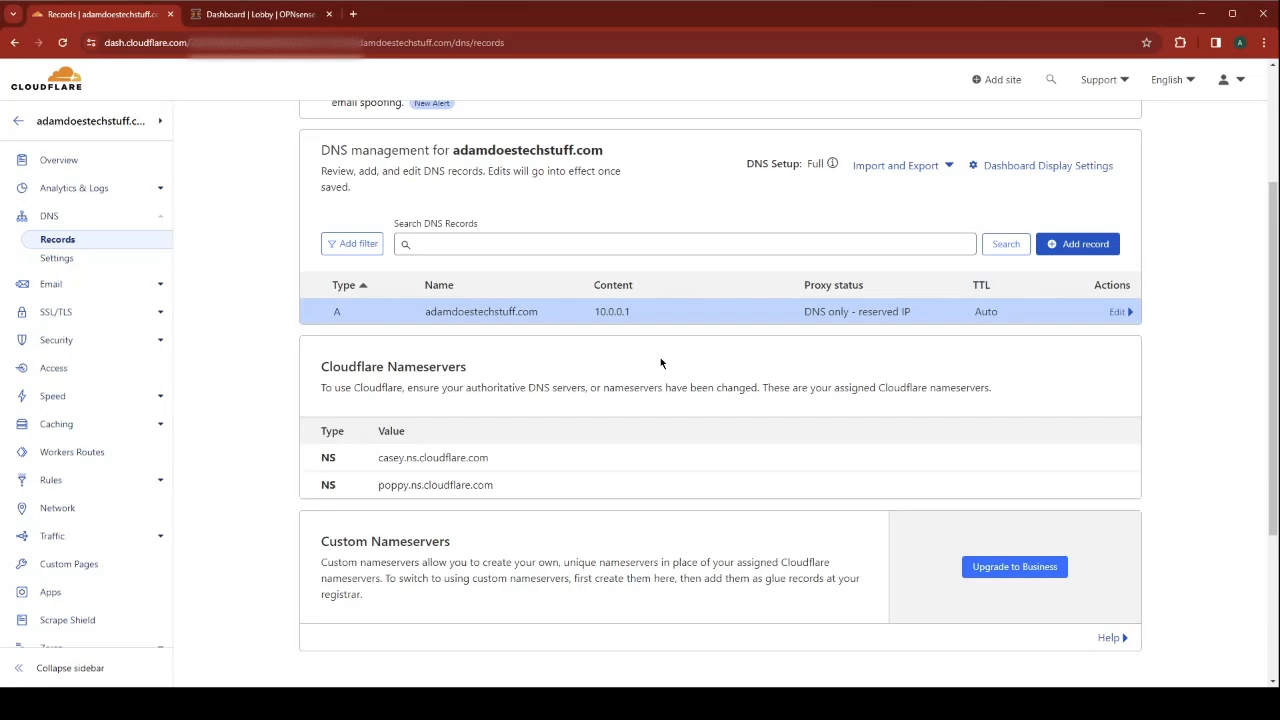 Records | adamdoestechstuff.co
Dashboard | Lobby | OPNsense.
dash.cloudflare.com/
damdoestechstuff.com/dns/records
A
CLOUDFLARE
Add site
Support
English
email spoofing. New Alert
adamdoestechstuff.c...
Overview
Analytics & Logs
DNS
Records
Settings
Email
SSL/TLS
Security
Access
Speed
Caching
Workers Routes
Rules
Network
Traffic
Custom Pages
Apps
Scrape Shield
Collapse sidebar
DNS management for adamdoestechstuff.com
Review, add, and edit DNS records. Edits will go into effect once
saved.
DNS Setup: Full
Import and Export
Dashboard Display Settings
Search DNS Records
Add filter
Search
Add record
Type Name Content Proxy status TTL Actions
A adamdoestechstuff.com 10.0.0.1 DNS only - reserved IP Auto Edit
Cloudflare Nameservers
To use Cloudflare, ensure your authoritative DNS servers, or nameservers have been changed. These are your assigned Cloudflare nameservers.
Type Value
NS casey.ns.cloudflare.com
NS poppy.ns.cloudflare.com
Custom Nameservers
Custom nameservers allow you to create your own, unique nameservers in place of your assigned Cloudflare
nameservers. To switch to using custom nameservers, first create them here, then add them as glue records at your
registrar.
Upgrade to Business
Help